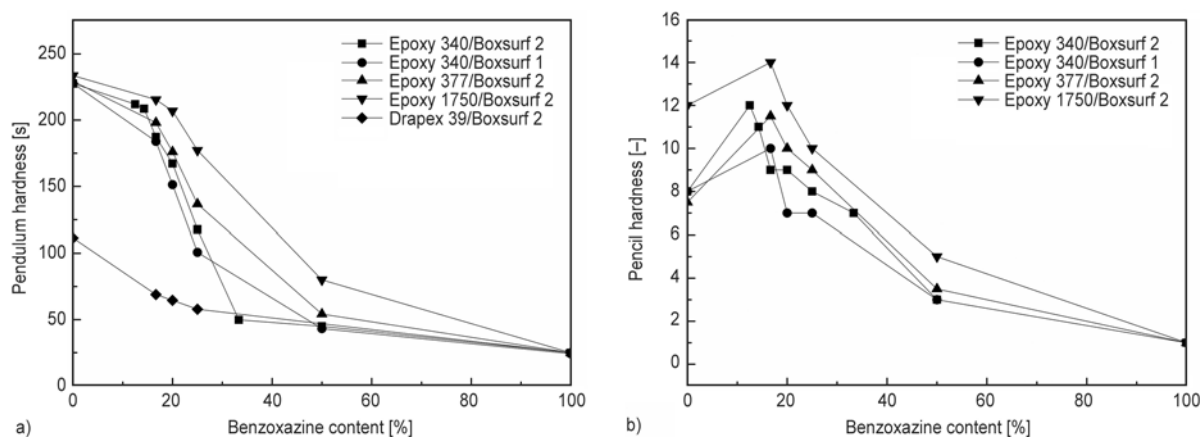 250
200
150
100
50
0
Pendulum hardness [s]
Epoxy 340/Boxsurf 2
Epoxy 340/Boxsurf 1
Epoxy 377/Boxsurf 2
Epoxy 1750/Boxsurf 2
Drapex 39/Boxsurf 2
0 20 40 60 80 100
a) Benzoxazine content [%]
16
14
12
10
8
6
4
2
0
Pencil hardness [–]
Epoxy 340/Boxsurf 2
Epoxy 340/Boxsurf 1
Epoxy 377/Boxsurf 2
Epoxy 1750/Boxsurf 2
0 20 40 60 80 100
b) Benzoxazine content [%]